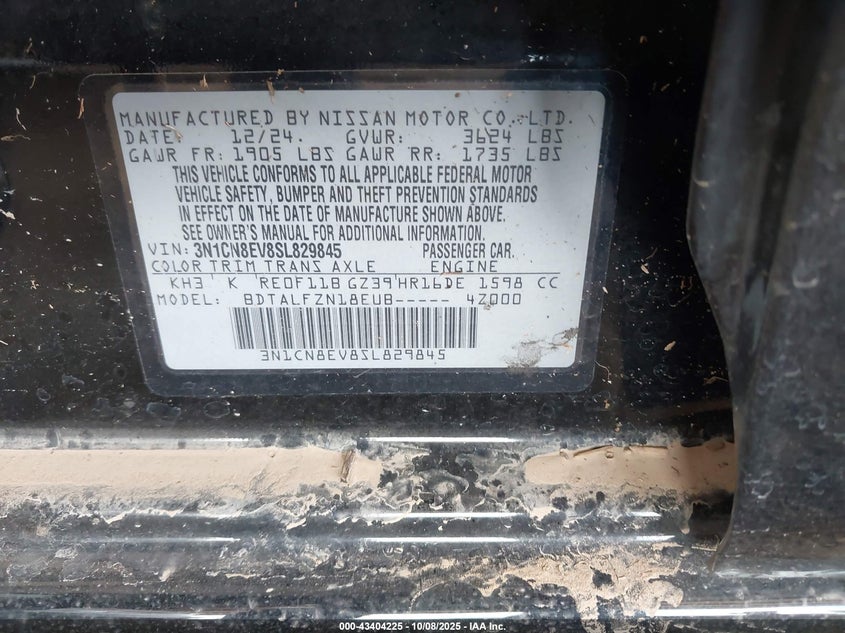 MANUFACTURED BY NISSAN MOTOR CO., LTD.
DATE: 12/24. GVWR: 3624 LBS
GAWR FR: 1905 LBS GAWR RR: 1735 LBS
THIS VEHICLE CONFORMS TO ALL APPLICABLE FEDERAL MOTOR
VEHICLE SAFETY, BUMPER AND THEFT PREVENTION STANDARDS
IN EFFECT ON THE DATE OF MANUFACTURE SHOWN ABOVE.
SEE OWNER'S MANUAL FOR ADDITIONAL INFORMATION.
VIN: 3N1CN8EV8SL829845 PASSENGER CAR.
COLOR TRIM TRANS AXLE ENGINE
KH3 K RE0F11B GZ39 HR16DE 1598 CC
MODEL: BDTALFZN18EUB----- 4Z000
3N1CN8EV8SL829845
000-43404225 - 10/08/2025 - IAA Inc.